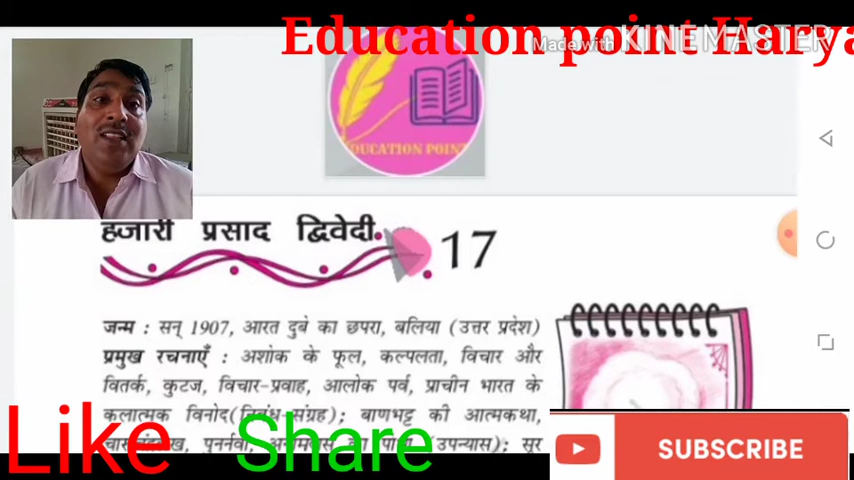 Education point Harya
Made with KINEMASTER
EDUCATION POINT
हजारी प्रसाद द्विवेदी
17
जन्म : सन् 1907, आरत दुबे का छपरा, बलिया (उत्तर प्रदेश)
प्रमुख रचनाएँ : अशोक के फूल, कल्पलता, विचार और
वितर्क, कुटज, विचार-प्रवाह, आलोक पर्व, प्राचीन भारत के
कलात्मक विनोद(निबंध-संग्रह); बाणभट्ट की आत्मकथा,
पुनर्नवा, (उपन्यास); सूर
Like Share
SUBSCRIBE